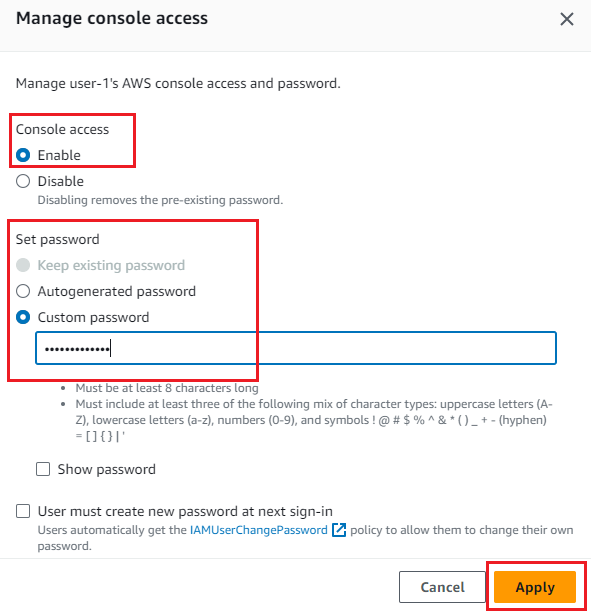 Manage console access
Manage user-1's AWS console access and password.
Console access
Enable
Disable
Disabling removes the pre-existing password.
Set password
Keep existing password
Autogenerated password
Custom password
•••••••••••••
• Must be at least 8 characters long
• Must include at least three of the following mix of character types: uppercase letters (A-
Z), lowercase letters (a-z), numbers (0-9), and symbols ! @ # $ % ^ & * ( ) _ + - (hyphen)
= [ ] { } | '
Show password
User must create new password at next sign-in
Users automatically get the IAMUserChangePassword policy to allow them to change their own
password.
Cancel
Apply